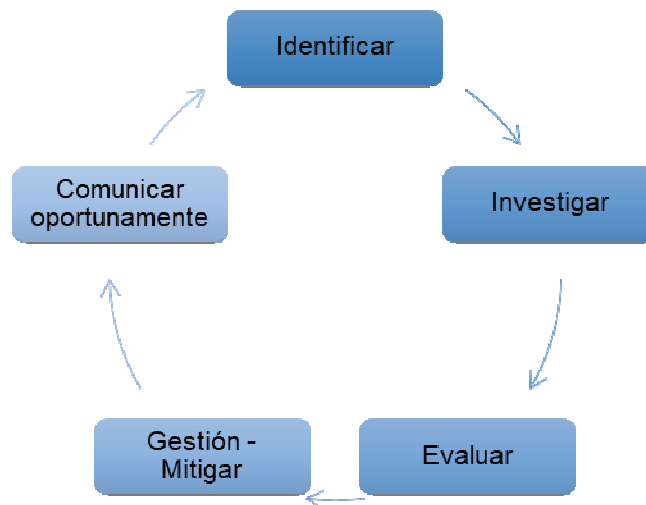 Identificar
Investigar
Evaluar
Gestión -
Mitigar
Comunicar
oportunamente